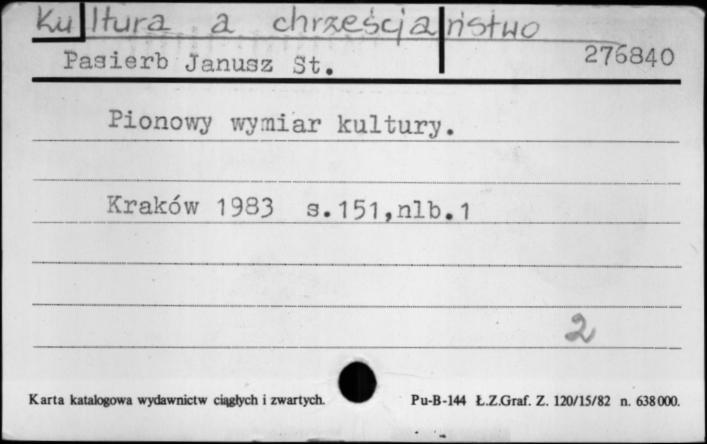 Kultura a chrześcijaństwo
276840
Pasierb Janusz St.
Pionowy wymiar kultury.
Kraków 1983 s.151,nlb.1
2
Karta katalogowa wydawnictw ciągłych i zwartych. Pu-B-144 Ł.Z.Graf. Z. 120/15/82 n. 638000.